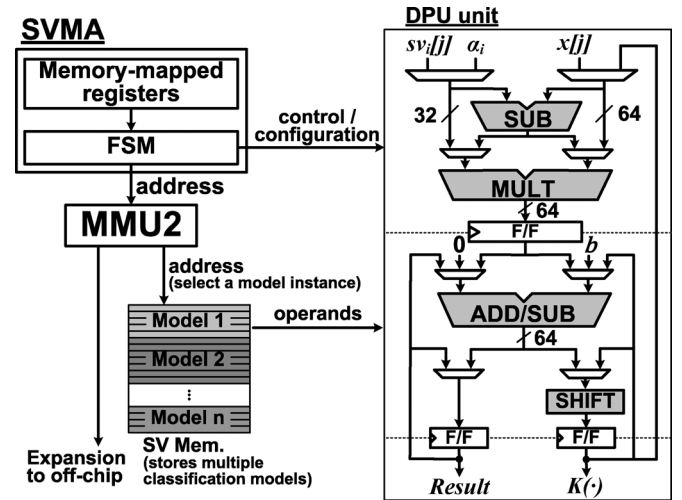 SVMA
Memory-mapped
registers
FSM
control /
configuration
address
MMU2
address
(select a model instance)
Model 1
operands
Model 2
⋮
Model n
SV Mem.
(stores multiple
classification models)
Expansion
to off-chip
DPU unit
sv_i[j] α_i x[j]
32 SUB 64
MULT
64
F/F
0 b
ADD/SUB
64
SHIFT
F/F F/F
Result K(·)